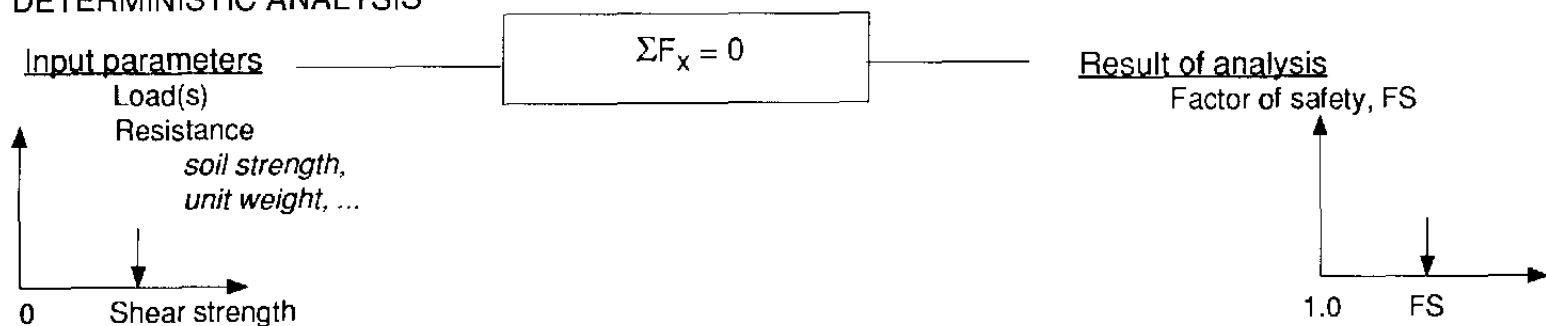 DETERMINISTIC ANALYSIS
Input parameters
Load(s)
Resistance
soil strength,
unit weight, ...
0
Shear strength
ΣFx = 0
Result of analysis
Factor of safety, FS
1.0
FS